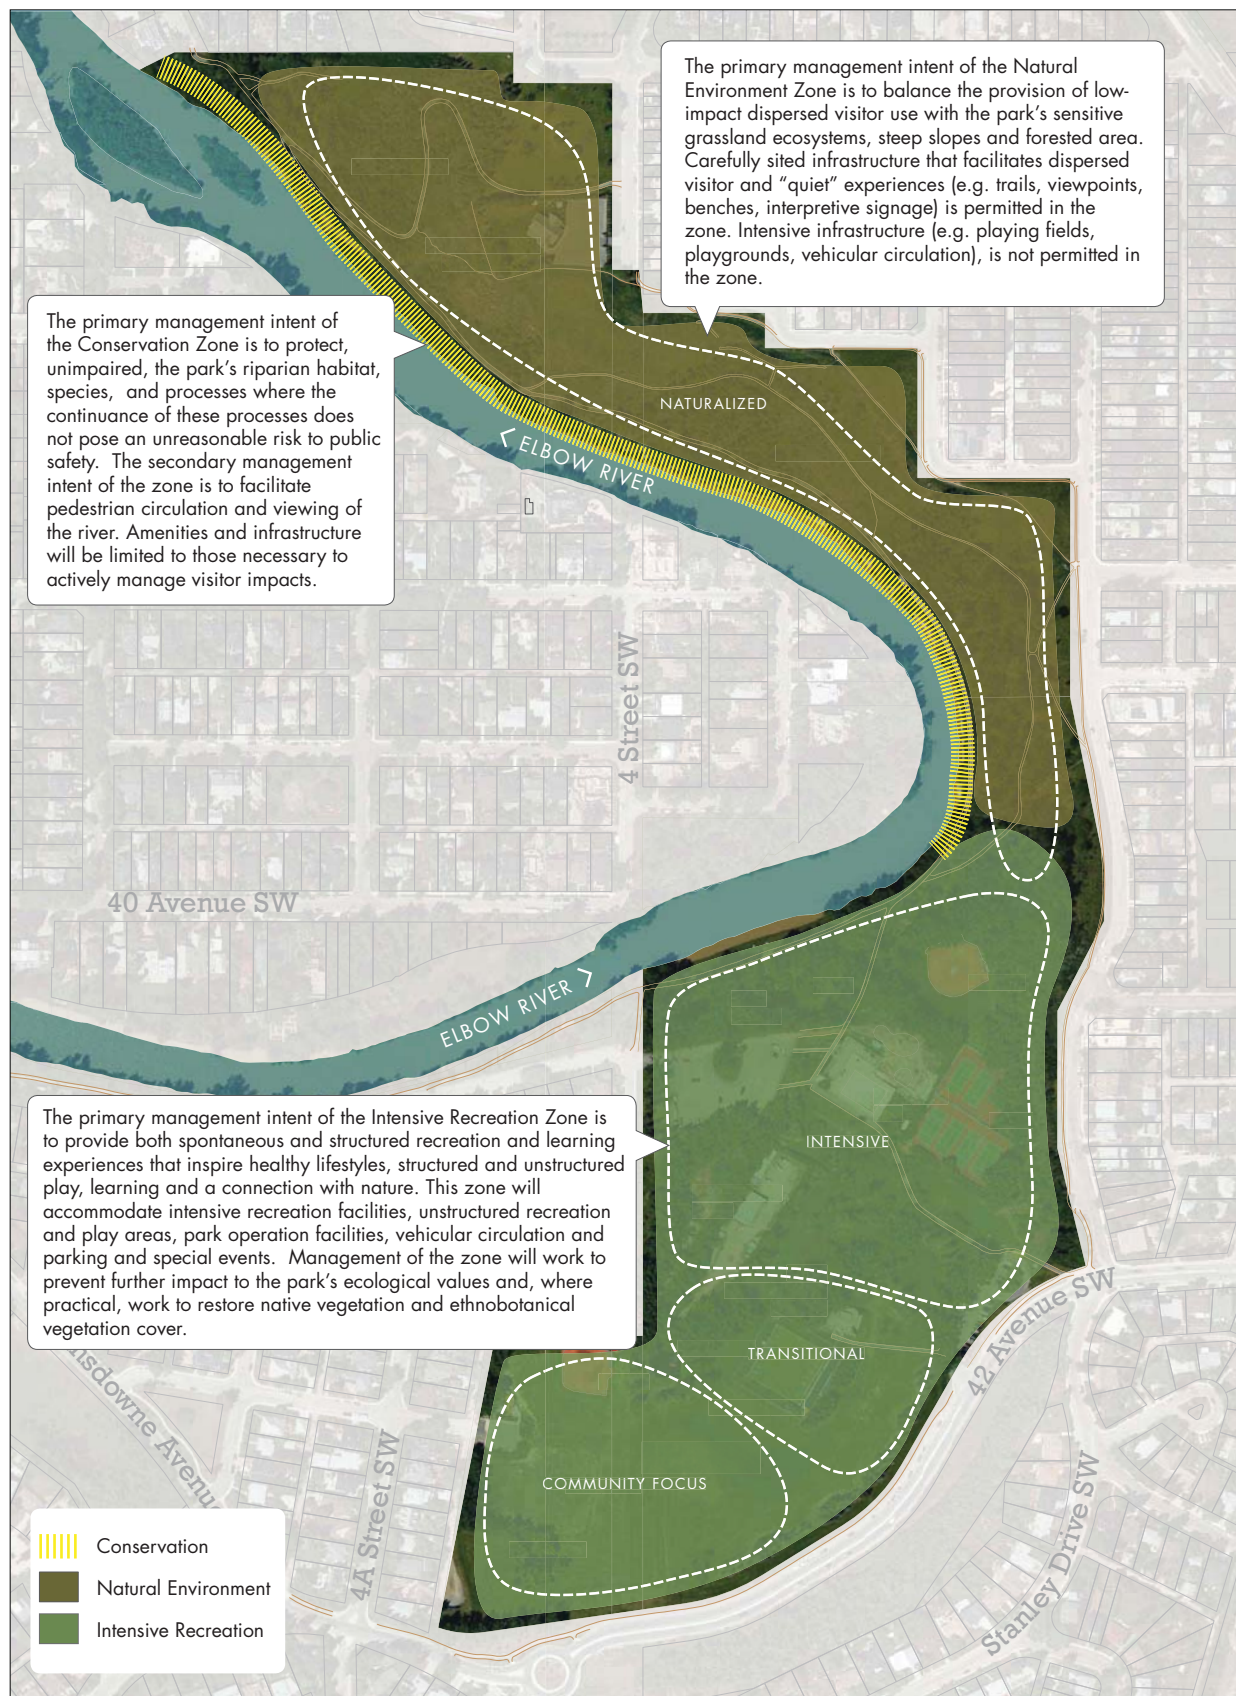 The primary management intent of the Natural
Environment Zone is to balance the provision of low-
impact dispersed visitor use with the park's sensitive
grassland ecosystems, steep slopes and forested area.
Carefully sited infrastructure that facilitates dispersed
visitor and “quiet” experiences (e.g. trails, viewpoints,
benches, interpretive signage) is permitted in the
zone. Intensive infrastructure (e.g. playing fields,
playgrounds, vehicular circulation), is not permitted in
the zone.
The primary management intent of
the Conservation Zone is to protect,
unimpaired, the park's riparian habitat,
species, and processes where the
continuance of these processes does
not pose an unreasonable risk to public
safety. The secondary management
intent of the zone is to facilitate
pedestrian circulation and viewing of
the river. Amenities and infrastructure
will be limited to those necessary to
actively manage visitor impacts.
NATURALIZED
< ELBOW RIVER
4 Street SW
40 Avenue SW
ELBOW RIVER >
The primary management intent of the Intensive Recreation Zone is
to provide both spontaneous and structured recreation and learning
experiences that inspire healthy lifestyles, structured and unstructured
play, learning and a connection with nature. This zone will
accommodate intensive recreation facilities, unstructured recreation
and play areas, park operation facilities, vehicular circulation and
parking and special events. Management of the zone will work to
prevent further impact to the park's ecological values and, where
practical, work to restore native vegetation and ethnobotanical
vegetation cover.
INTENSIVE
TRANSITIONAL
42 Avenue SW
COMMUNITY FOCUS
4A Street SW
Stanley Drive SW
Conservation
Natural Environment
Intensive Recreation